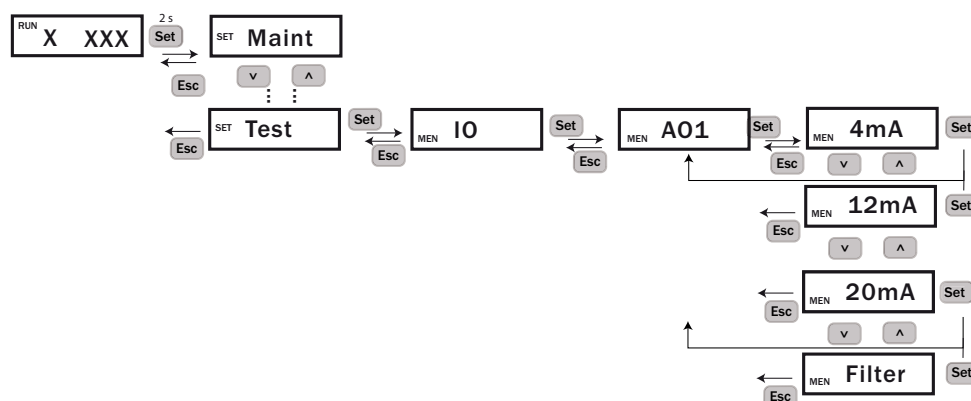 2 s
RUN X XXX Set SET Maint
Esc v ʌ
SET Test Set MEN IO Set MEN AO1 Set MEN 4mA Set
Esc Esc Esc Esc v ʌ
MEN 12mA Set
Esc
v ʌ
MEN 20mA Set
Esc
v ʌ
MEN Filter Set
Esc